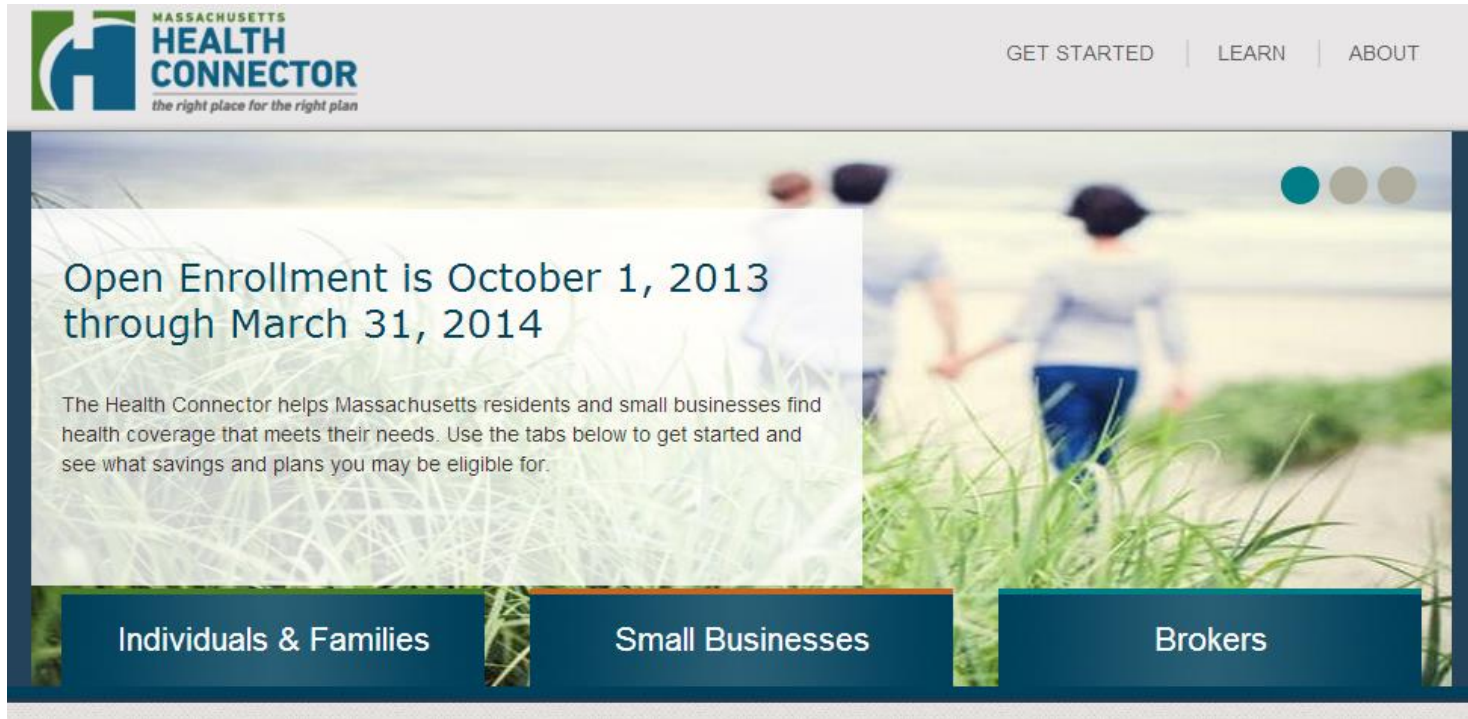 MASSACHUSETTS
HEALTH
CONNECTOR
the right place for the right plan
GET STARTED
LEARN
ABOUT
Open Enrollment is October 1, 2013
through March 31, 2014
The Health Connector helps Massachusetts residents and small businesses find
health coverage that meets their needs. Use the tabs below to get started and
see what savings and plans you may be eligible for.
Individuals & Families
Small Businesses
Brokers